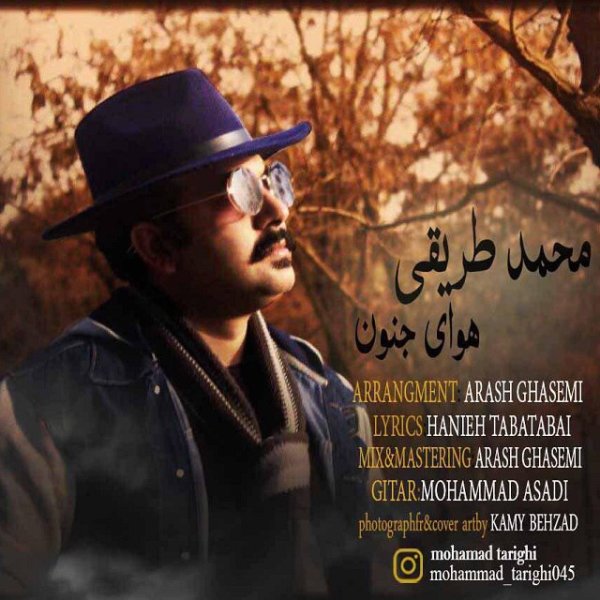 محمد طریقی
هوای جنون
ARRANGMENT: ARASH GHASEMI
LYRICS HANIEH TABATABAI
MIX&MASTERING ARASH GHASEMI
GITAR:MOHAMMAD ASADI
photographfr&cover artby KAMY BEHZAD
mohamad tarighi
mohammad_tarighi045